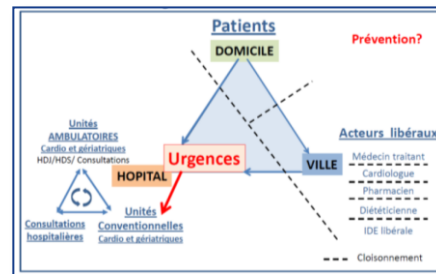 Patients
DOMICILE
Prévention?
Unités
AMBULATOIRES
Cardio et gériatriques
HDJ/HDS/ Consultations
Urgences
HOPITAL
VILLE
Acteurs libéraux
Médecin traitant
Cardiologue
Pharmacien
Diététicienne
IDE libérale
Consultations
hospitalières
Unités
Conventionnelles
Cardio et gériatriques
Cloisonnement